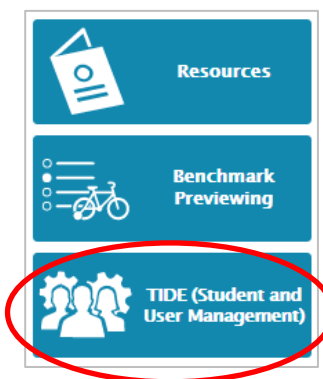 Resources
Benchmark
Previewing
TIDE (Student and
User Management)